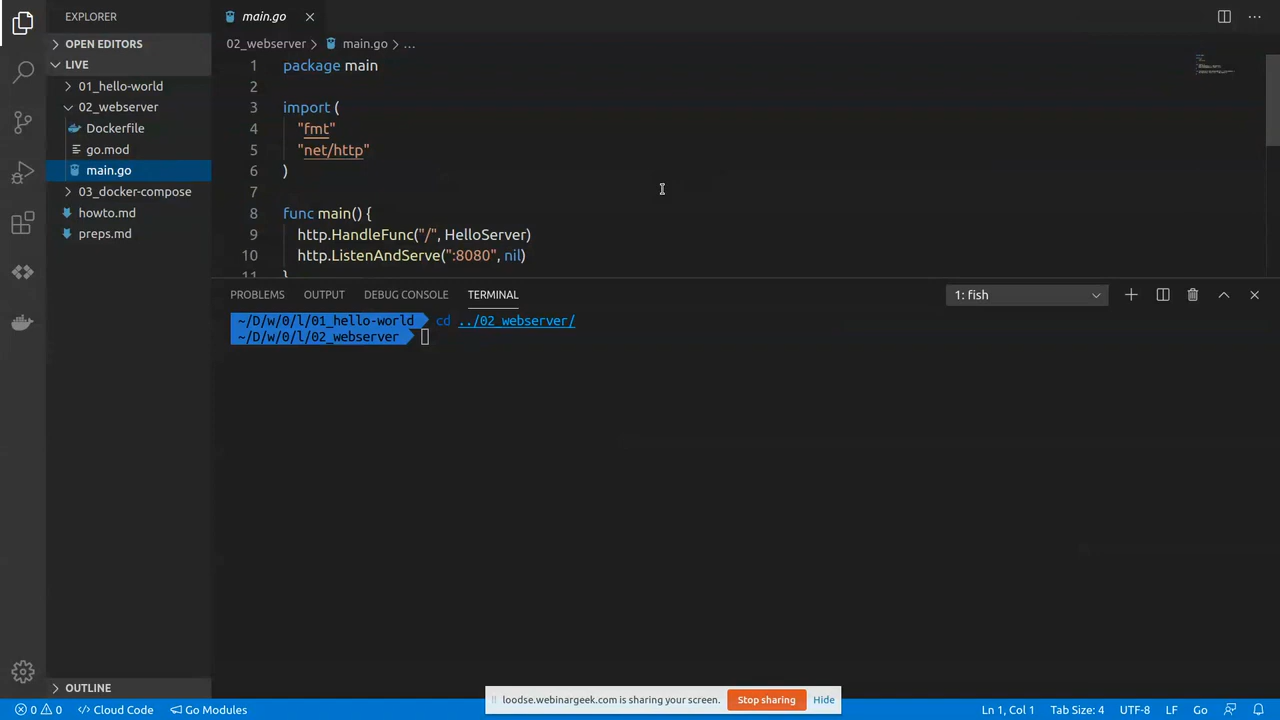 EXPLORER
OPEN EDITORS
LIVE
01_hello-world
02_webserver
Dockerfile
go.mod
main.go
03_docker-compose
howto.md
preps.md
OUTLINE
main.go
02_webserver > main.go > ...
1 package main
2
3 import (
4 "fmt"
5 "net/http"
6 )
7
8 func main() {
9 http.HandleFunc("/", HelloServer)
10 http.ListenAndServe(":8080", nil)
11 }
PROBLEMS OUTPUT DEBUG CONSOLE TERMINAL 1: fish
~/D/w/0/l/01_hello-world cd ../02_webserver/
~/D/w/0/l/02_webserver
loodse.webinargeek.com is sharing your screen. Stop sharing Hide
0 0 Cloud Code Go Modules Ln 1, Col 1 Tab Size: 4 UTF-8 LF Go